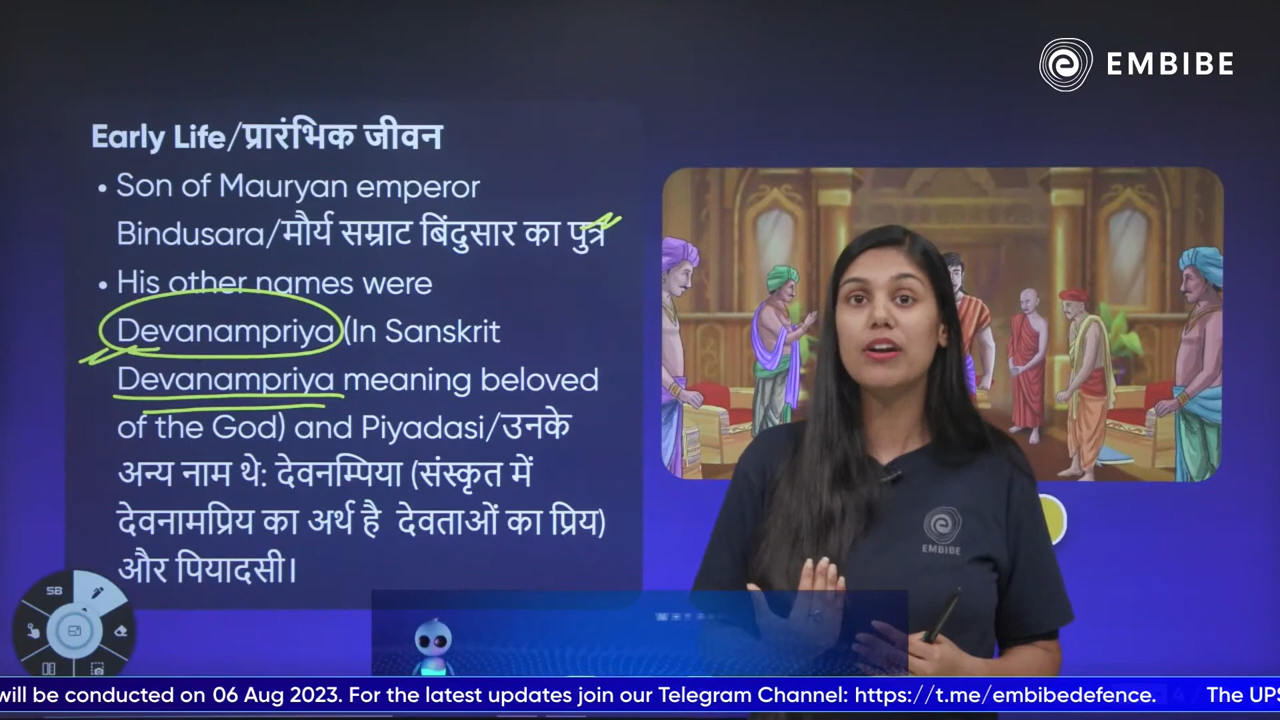 EMBIBE
Early Life/प्रारंभिक जीवन
• Son of Mauryan emperor
Bindusara/मौर्य सम्राट बिंदुसार का पुत्र
• His other names were
Devanampriya (In Sanskrit
Devanampriya meaning beloved
of the God) and Piyadasi/उनके
अन्य नाम थे: देवनम्पिया (संस्कृत में
देवनामप्रिय का अर्थ है देवताओं का प्रिय)
और पियादसी।
EMBIBE
SB
will be conducted on 06 Aug 2023. For the latest updates join our Telegram Channel: https://t.me/embibedefence. The UPS